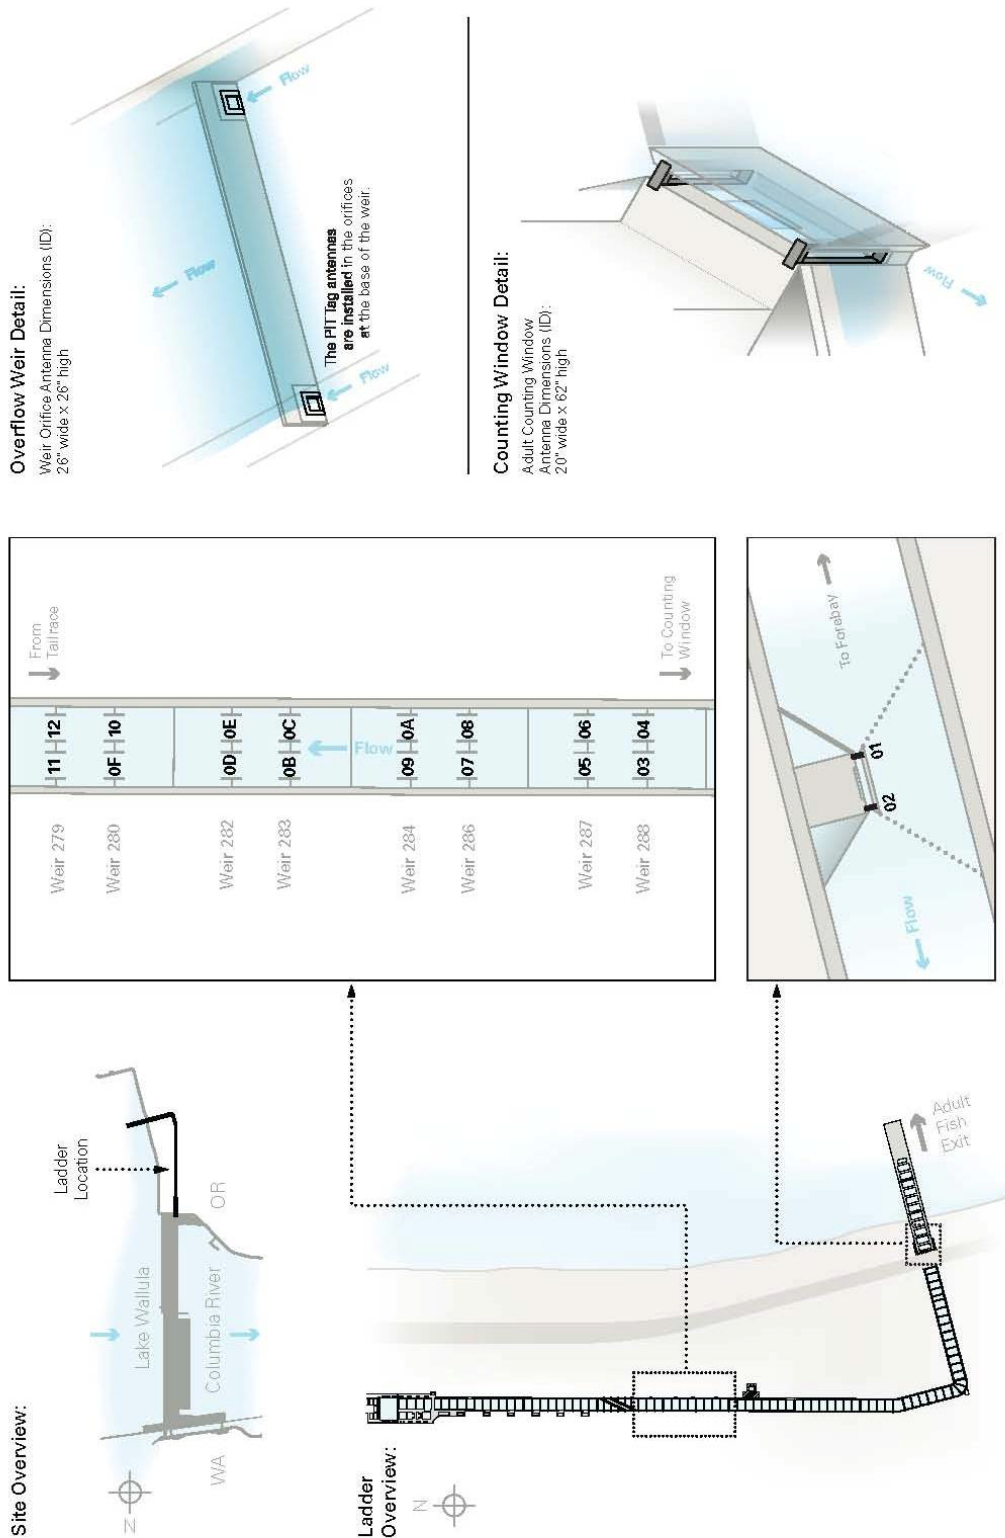 Site Overview:
N
Lake Wallula
Columbia River
WA
OR
Ladder
Location
Ladder
Overview:
N
Adult
Fish
Exit
From
Tailrace
Weir 279
11
12
Weir 280
0F
10
Weir 282
0D
0E
Weir 283
0B
0C
Flow
Weir 284
09
0A
Weir 286
07
08
Weir 287
05
06
Weir 288
03
04
To Counting
Window
To Forebay
02
01
Flow
Overflow Weir Detail:
Weir Orifice Antenna Dimensions (ID):
26" wide x 26" high
Flow
Flow
Flow
The PIT Tag antennas
are installed in the orifices
at the base of the weir.
Counting Window Detail:
Adult Counting Window
Antenna Dimensions (ID):
20" wide x 62" high
Flow